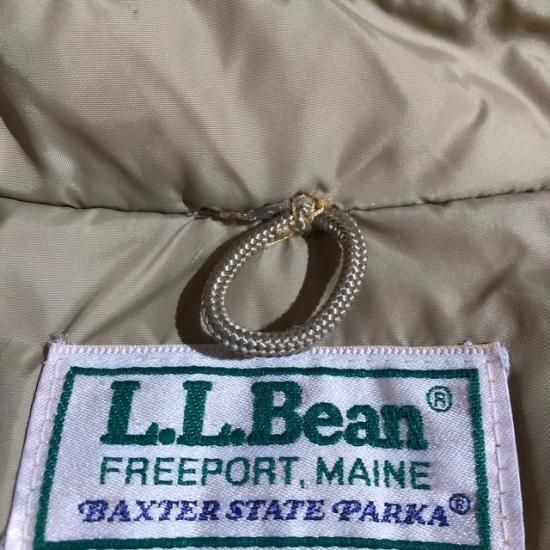 L.L.Bean®
FREEPORT, MAINE
BAXTER STATE PARKA®